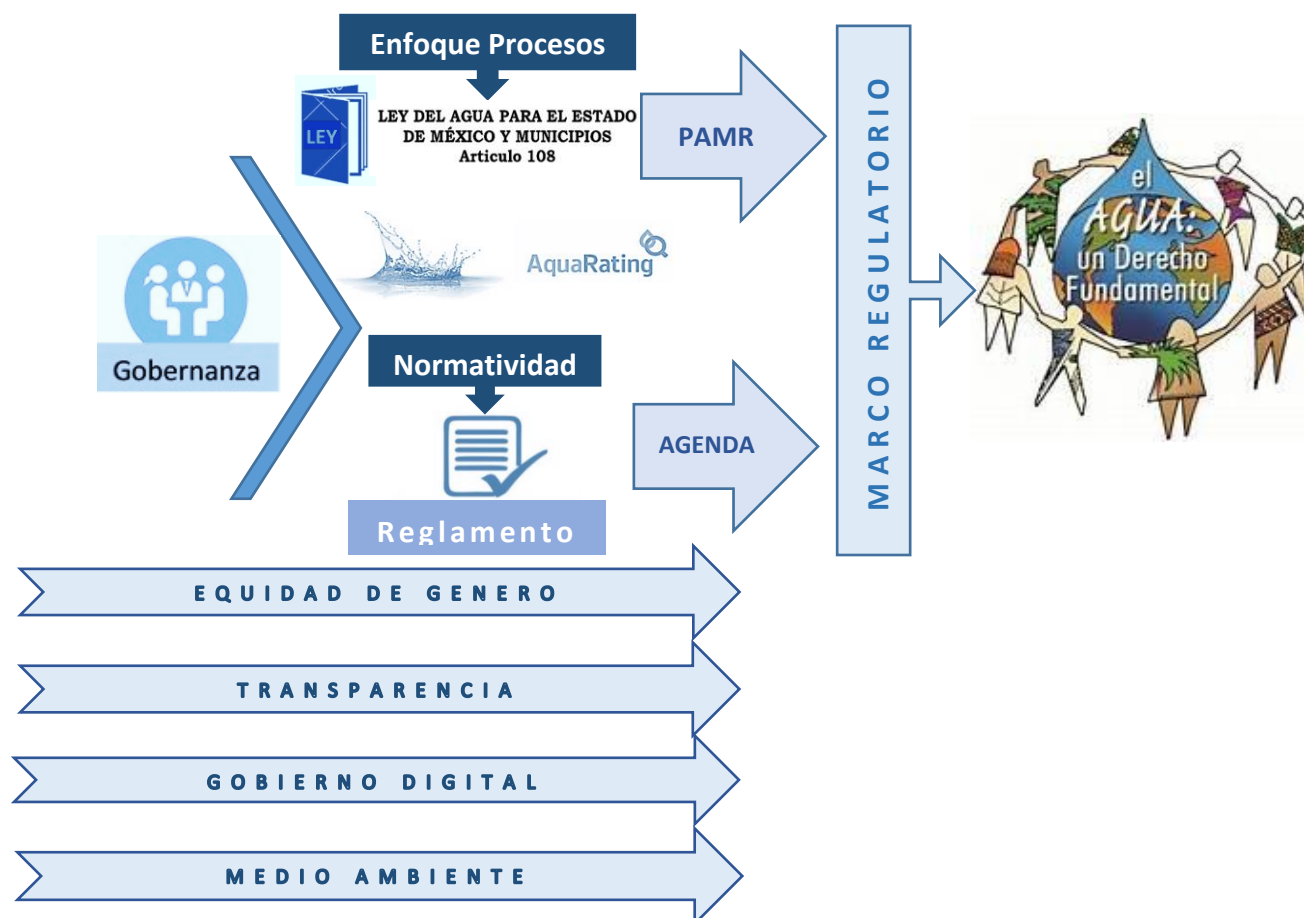 Enfoque Procesos
LEY
LEY DEL AGUA PARA EL ESTADO
DE MÉXICO Y MUNICIPIOS
Articulo 108
PAMR
AquaRating
Gobernanza
Normatividad
AGENDA
Reglamento
MARCO REGULATORIO
el
AGUA:
un Derecho
Fundamental
EQUIDAD DE GENERO
TRANSPARENCIA
GOBIERNO DIGITAL
MEDIO AMBIENTE